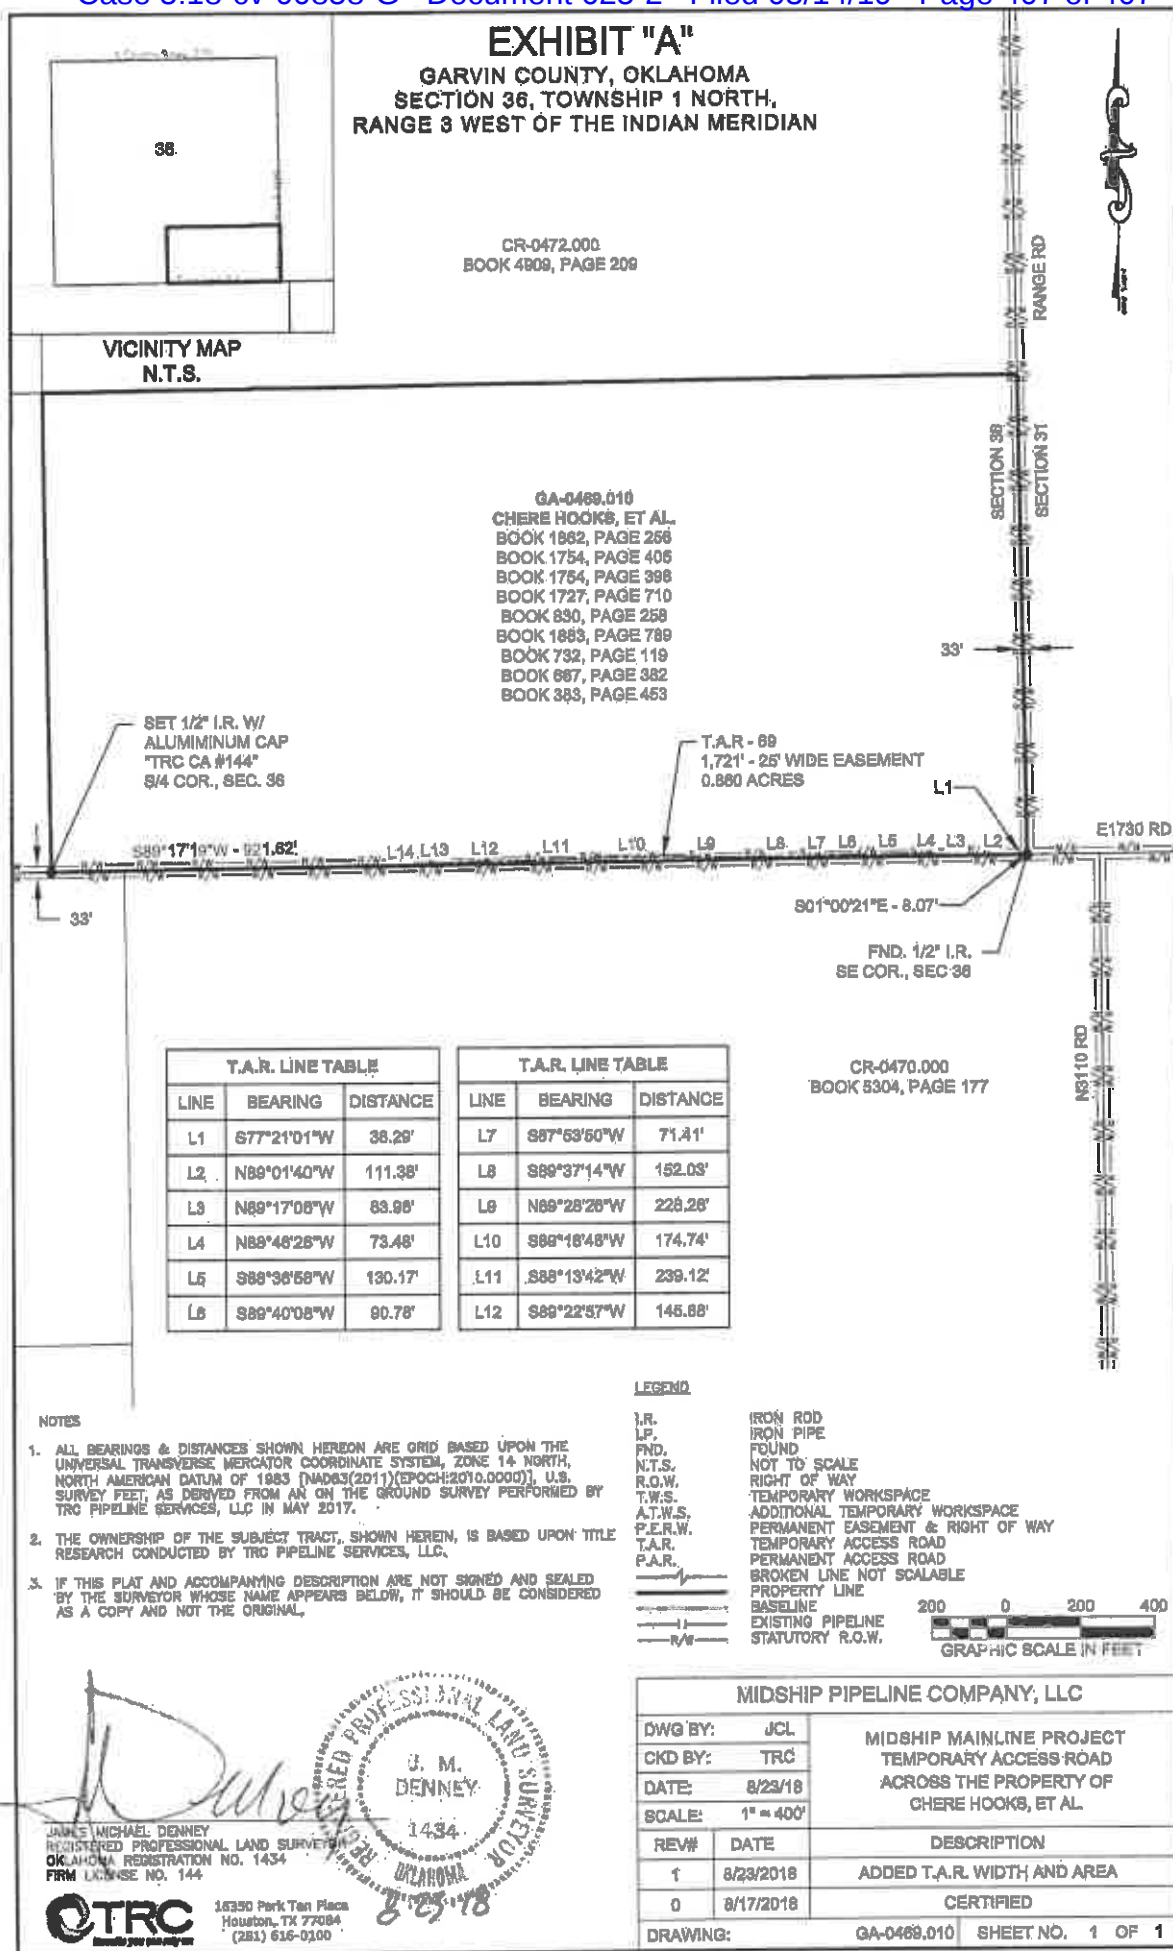 EXHIBIT "A"
GARVIN COUNTY, OKLAHOMA
SECTION 36, TOWNSHIP 1 NORTH,
RANGE 3 WEST OF THE INDIAN MERIDIAN
36
VICINITY MAP
N.T.S.
CR-0472.000
BOOK 4909, PAGE 209
RANGE RD
SECTION 36
SECTION 31
GA-0469.010
CHERE HOOKS, ET AL.
BOOK 1862, PAGE 256
BOOK 1754, PAGE 405
BOOK 1754, PAGE 398
BOOK 1727, PAGE 710
BOOK 830, PAGE 258
BOOK 1883, PAGE 789
BOOK 732, PAGE 119
BOOK 667, PAGE 382
BOOK 383, PAGE 453
33'
SET 1/2" I.R. W/
ALUMIMINUM CAP
"TRC CA #144"
S/4 COR., SEC. 36
T.A.R - 69
1,721' - 25' WIDE EASEMENT
0.860 ACRES
L1
E1730 RD
S89°17'19"W - 921.62'
L14 L13 L12 L11 L10 L9 L8 L7 L6 L5 L4 L3 L2
33'
S01°00'21"E - 8.07'
FND. 1/2" I.R.
SE COR., SEC 36
N3110 RD
CR-0470.000
BOOK 5304, PAGE 177
T.A.R. LINE TABLE
LINE BEARING DISTANCE
L1 S77°21'01"W 38.29'
L2 N89°01'40"W 111.38'
L3 N89°17'08"W 83.98'
L4 N88°46'26"W 73.48'
L5 S88°36'58"W 130.17'
L6 S89°40'08"W 90.78'
T.A.R. LINE TABLE
LINE BEARING DISTANCE
L7 S87°53'50"W 71.41'
L8 S89°37'14"W 152.03'
L9 N89°28'26"W 228.26'
L10 S89°18'48"W 174.74'
L11 S88°13'42"W 239.12'
L12 S89°22'57"W 145.88'
NOTES
1. ALL BEARINGS & DISTANCES SHOWN HEREON ARE GRID BASED UPON THE
UNIVERSAL TRANSVERSE MERCATOR COORDINATE SYSTEM, ZONE 14 NORTH,
NORTH AMERICAN DATUM OF 1983 [NAD83(2011)(EPOCH:2010.0000)], U.S.
SURVEY FEET, AS DERIVED FROM AN ON THE GROUND SURVEY PERFORMED BY
TRC PIPELINE SERVICES, LLC IN MAY 2017.
2. THE OWNERSHIP OF THE SUBJECT TRACT, SHOWN HEREIN, IS BASED UPON TITLE
RESEARCH CONDUCTED BY TRC PIPELINE SERVICES, LLC.
3. IF THIS PLAT AND ACCOMPANYING DESCRIPTION ARE NOT SIGNED AND SEALED
BY THE SURVEYOR WHOSE NAME APPEARS BELOW, IT SHOULD BE CONSIDERED
AS A COPY AND NOT THE ORIGINAL.
LEGEND
I.R. IRON ROD
I.P. IRON PIPE
FND. FOUND
N.T.S. NOT TO SCALE
R.O.W. RIGHT OF WAY
T.W.S. TEMPORARY WORKSPACE
A.T.W.S. ADDITIONAL TEMPORARY WORKSPACE
P.E.R.W. PERMANENT EASEMENT & RIGHT OF WAY
T.A.R. TEMPORARY ACCESS ROAD
P.A.R. PERMANENT ACCESS ROAD
BROKEN LINE NOT SCALABLE
PROPERTY LINE
BASELINE
EXISTING PIPELINE
R/W STATUTORY R.O.W.
200 0 200 400
GRAPHIC SCALE IN FEET
JAMES MICHAEL DENNEY
REGISTERED PROFESSIONAL LAND SURVEYOR
OKLAHOMA REGISTRATION NO. 1434
FIRM LICENSE NO. 144
REGISTERED PROFESSIONAL LAND SURVEYOR
J. M.
DENNEY
1434
OKLAHOMA
8-23-18
TRC
16350 Park Ten Place
Houston, TX 77084
(281) 616-0100
MIDSHIP PIPELINE COMPANY, LLC
DWG BY: JCL
CKD BY: TRC
DATE: 8/23/18
SCALE: 1" = 400'
MIDSHIP MAINLINE PROJECT
TEMPORARY ACCESS ROAD
ACROSS THE PROPERTY OF
CHERE HOOKS, ET AL
REV# DATE DESCRIPTION
1 8/23/2018 ADDED T.A.R. WIDTH AND AREA
0 8/17/2018 CERTIFIED
DRAWING: GA-0469.010 SHEET NO. 1 OF 1